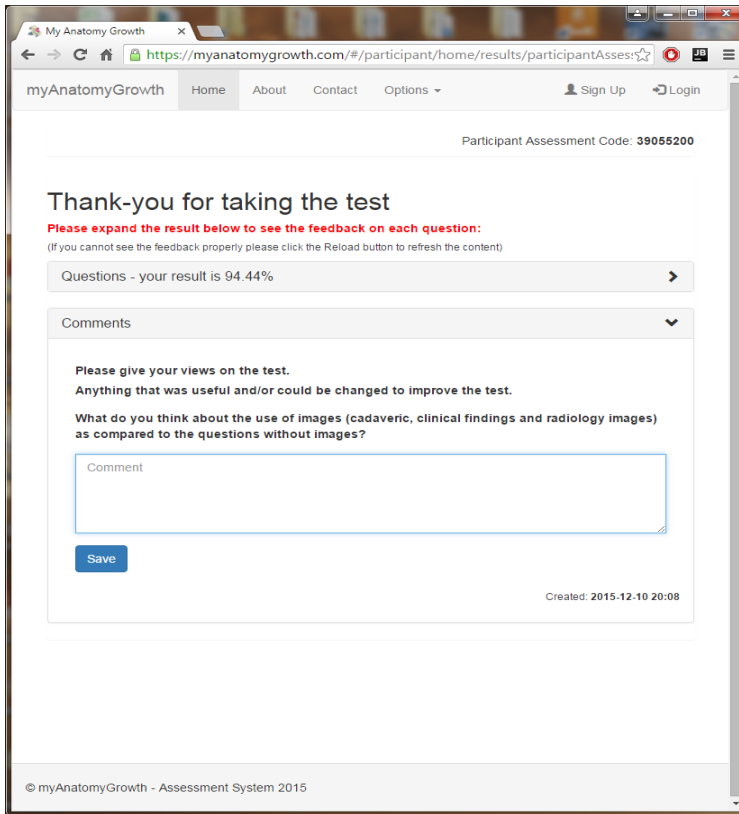 My Anatomy Growth
https://myanatomygrowth.com/#/participant/home/results/participantAsses
JB
myAnatomyGrowth Home About Contact Options Sign Up Login
Participant Assessment Code: 39055200
Thank-you for taking the test
Please expand the result below to see the feedback on each question:
(If you cannot see the feedback properly please click the Reload button to refresh the content)
Questions - your result is 94.44%
Comments
Please give your views on the test.
Anything that was useful and/or could be changed to improve the test.
What do you think about the use of images (cadaveric, clinical findings and radiology images)
as compared to the questions without images?
Comment
Save
Created: 2015-12-10 20:08
© myAnatomyGrowth - Assessment System 2015